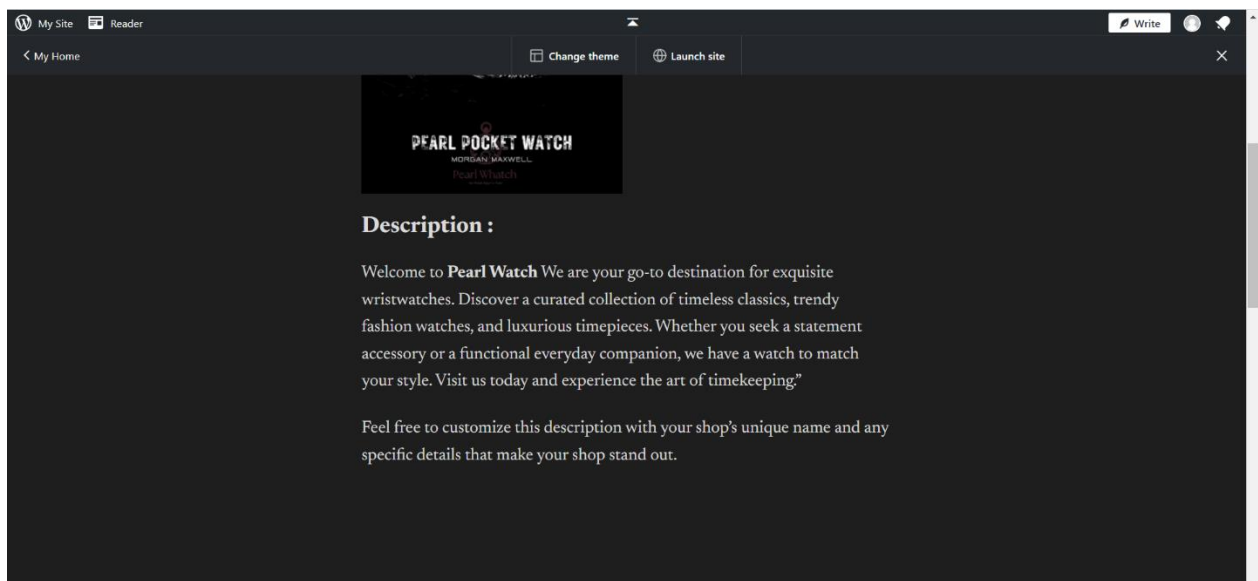 My Site Reader Write
My Home Change theme Launch site
PEARL POCKET WATCH
MORGAN MAXWELL
Pearl Whatch
Description :
Welcome to Pearl Watch We are your go-to destination for exquisite
wristwatches. Discover a curated collection of timeless classics, trendy
fashion watches, and luxurious timepieces. Whether you seek a statement
accessory or a functional everyday companion, we have a watch to match
your style. Visit us today and experience the art of timekeeping.”
Feel free to customize this description with your shop’s unique name and any
specific details that make your shop stand out.